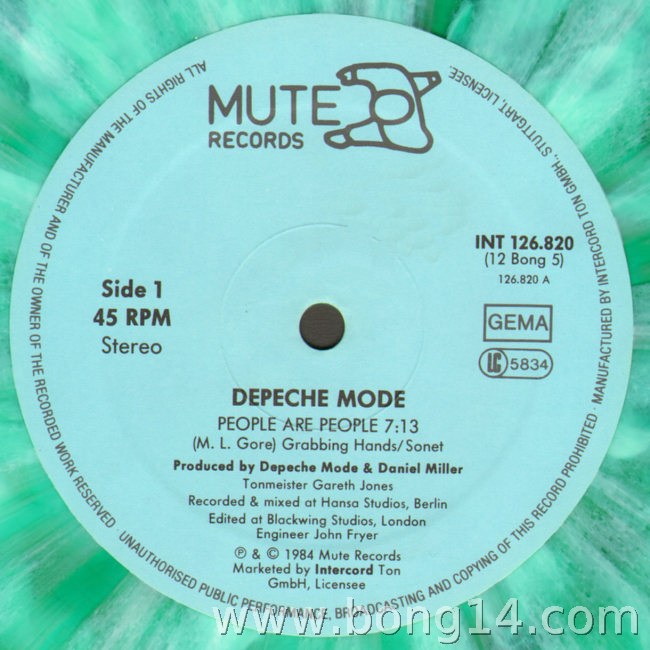 MUTE
RECORDS
INT 126.820
(12 Bong 5)
126.820 A
Side 1
45 RPM
Stereo
GEMA
LC 5834
DEPECHE MODE
PEOPLE ARE PEOPLE 7:13
(M. L. Gore) Grabbing Hands/Sonet
Produced by Depeche Mode & Daniel Miller
Tonmeister Gareth Jones
Recorded & mixed at Hansa Studios, Berlin
Edited at Blackwing Studios, London
Engineer John Fryer
℗ & © 1984 Mute Records
Marketed by Intercord Ton
GmbH, Licensee
ALL RIGHTS OF THE MANUFACTURER AND OF THE OWNER OF THE RECORDED WORK RESERVED · UNAUTHORISED PUBLIC PERFORMANCE, BROADCASTING AND COPYING OF THIS RECORD PROHIBITED · MANUFACTURED BY INTERCORD TON GMBH, STUTTGART, LICENSEE.
www.bong14.com